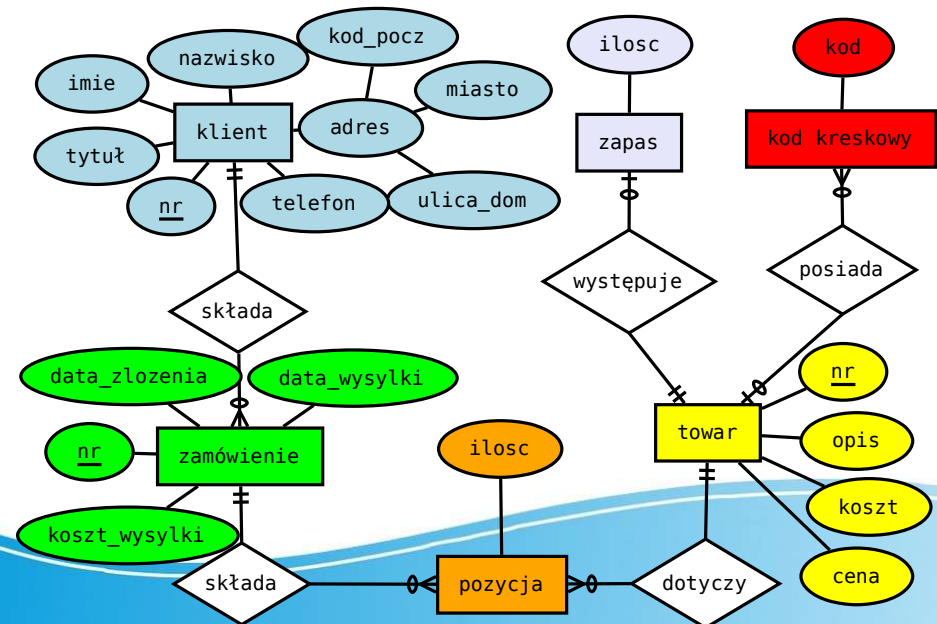 kod_pocz
ilosc
kod
nazwisko
imie
miasto
klient
adres
zapas
kod kreskowy
tytuł
nr
telefon
ulica_dom
składa
występuje
posiada
data_zlozenia
data_wysylki
nr
nr
zamówienie
ilosc
towar
opis
koszt
koszt_wysylki
składa
pozycja
dotyczy
cena